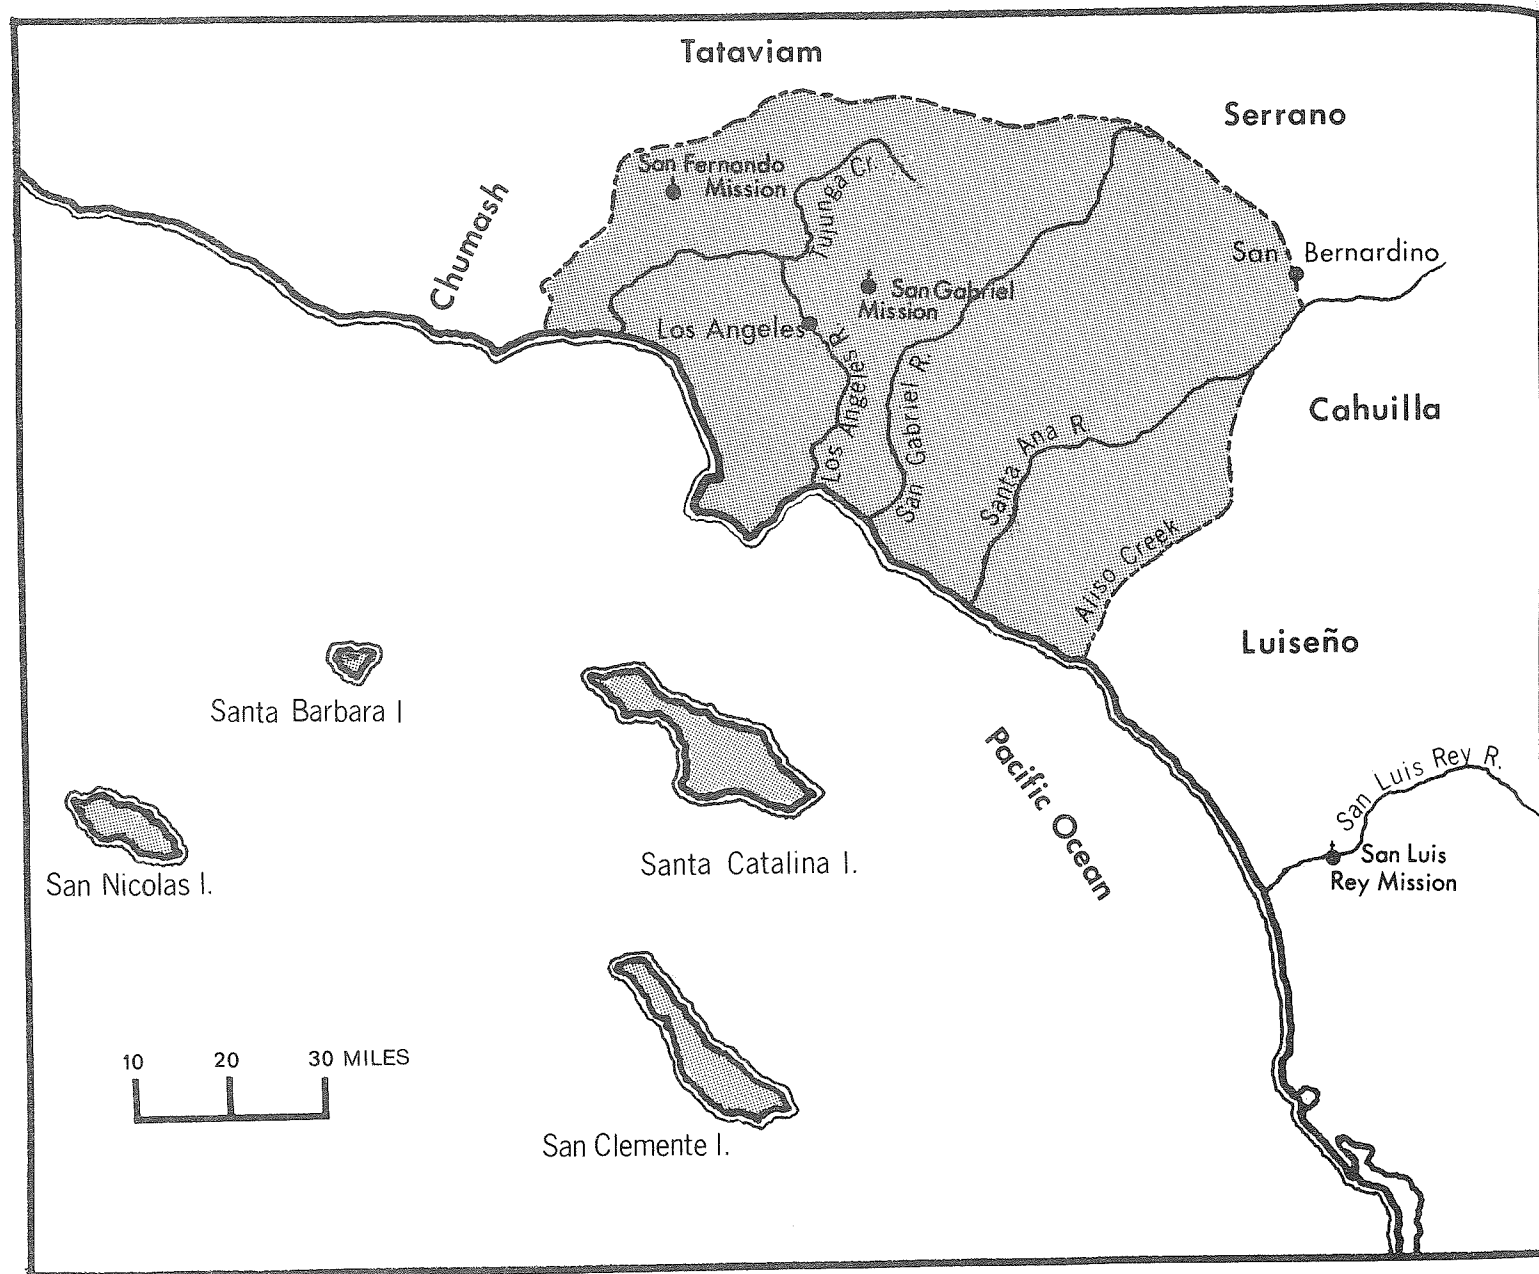 Tataviam
Serrano
San Fernando
Mission
Tujunga Cr.
Chumash
San Bernardino
San Gabriel
Mission
Los Angeles
Los Angeles R.
San Gabriel R.
Santa Ana R.
Cahuilla
Aliso Creek
Luiseño
Santa Barbara I
Pacific Ocean
San Luis Rey R.
San Luis
Rey Mission
San Nicolas I.
Santa Catalina I.
10 20 30 MILES
San Clemente I.